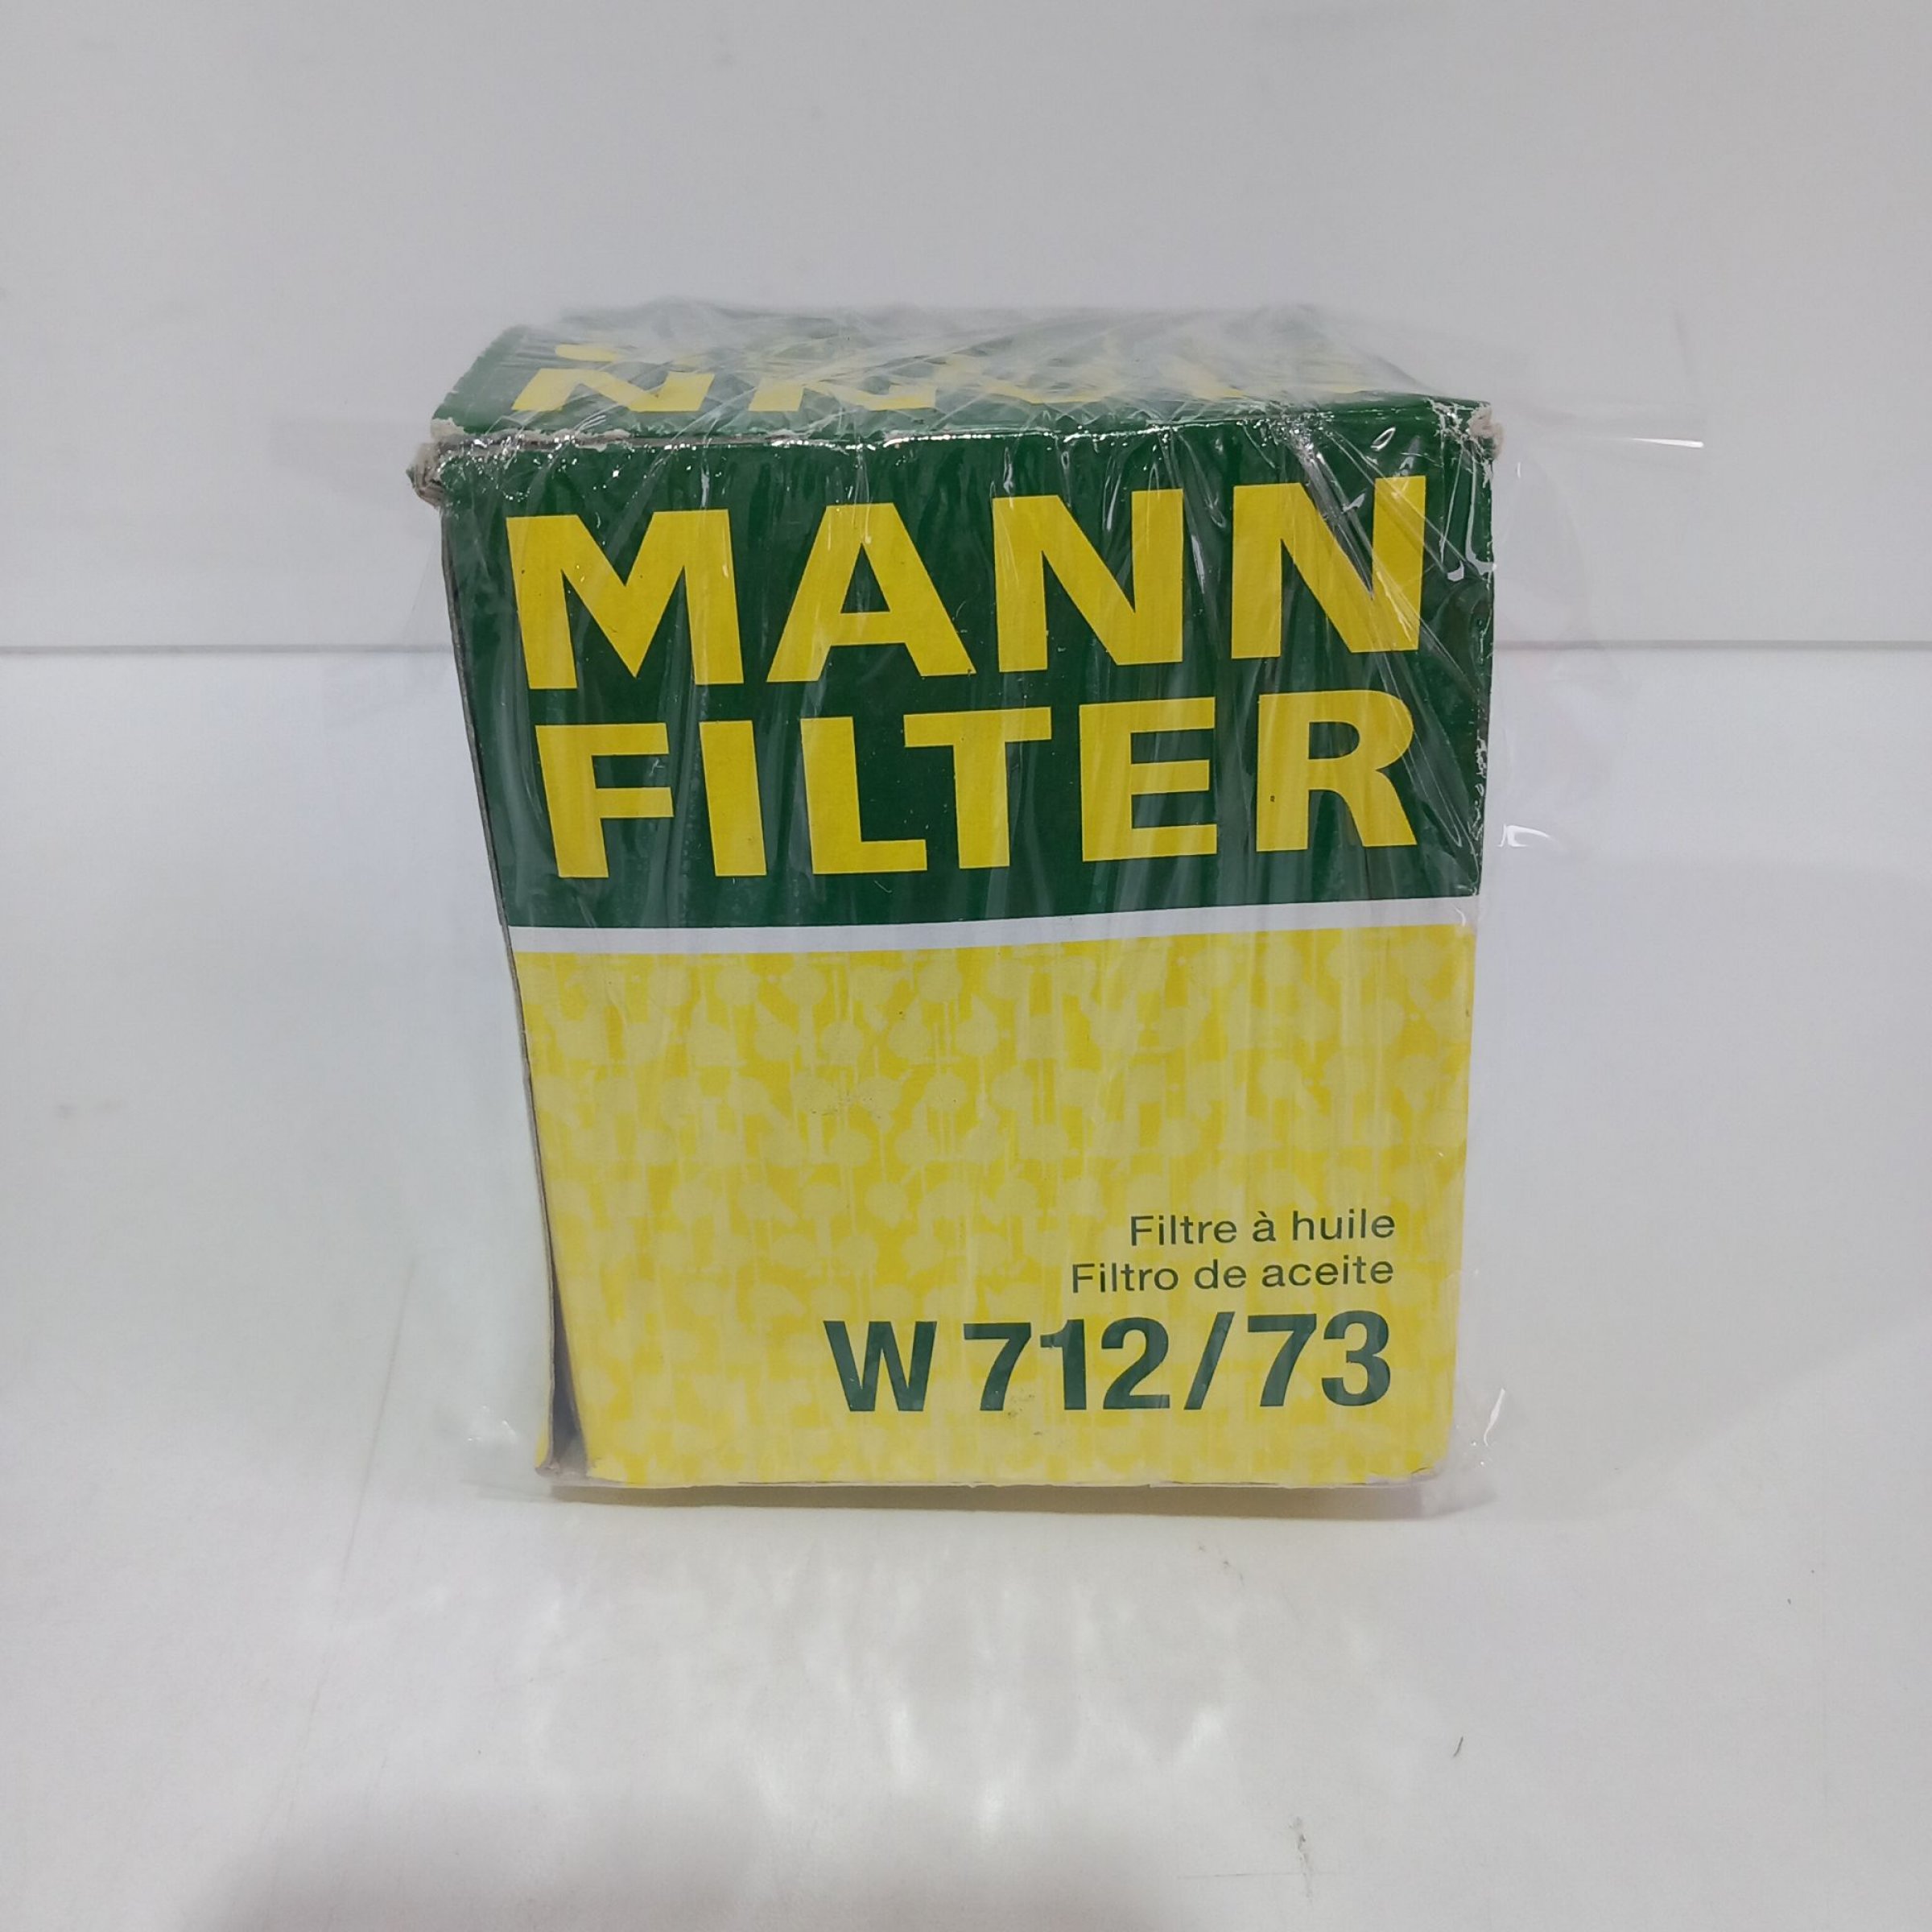 MANN
FILTER
Filtre à huile
Filtro de aceite
W 712/73